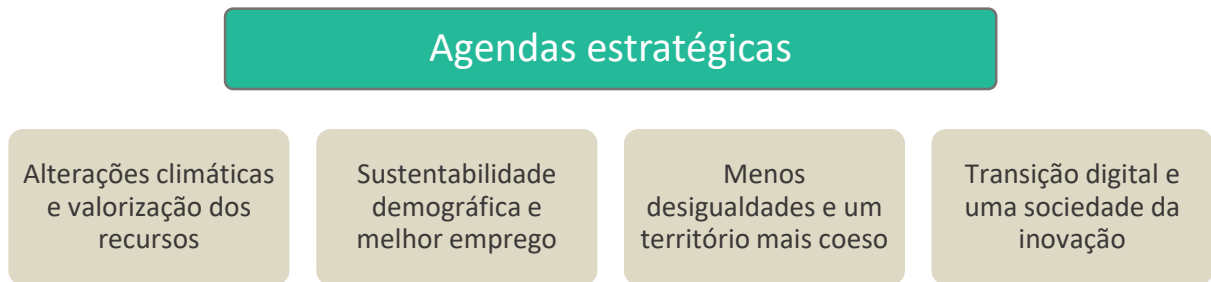 Agendas estratégicas
Alterações climáticas
e valorização dos
recursos
Sustentabilidade
demográfica e
melhor emprego
Menos
desigualdades e um
território mais coeso
Transição digital e
uma sociedade da
inovação